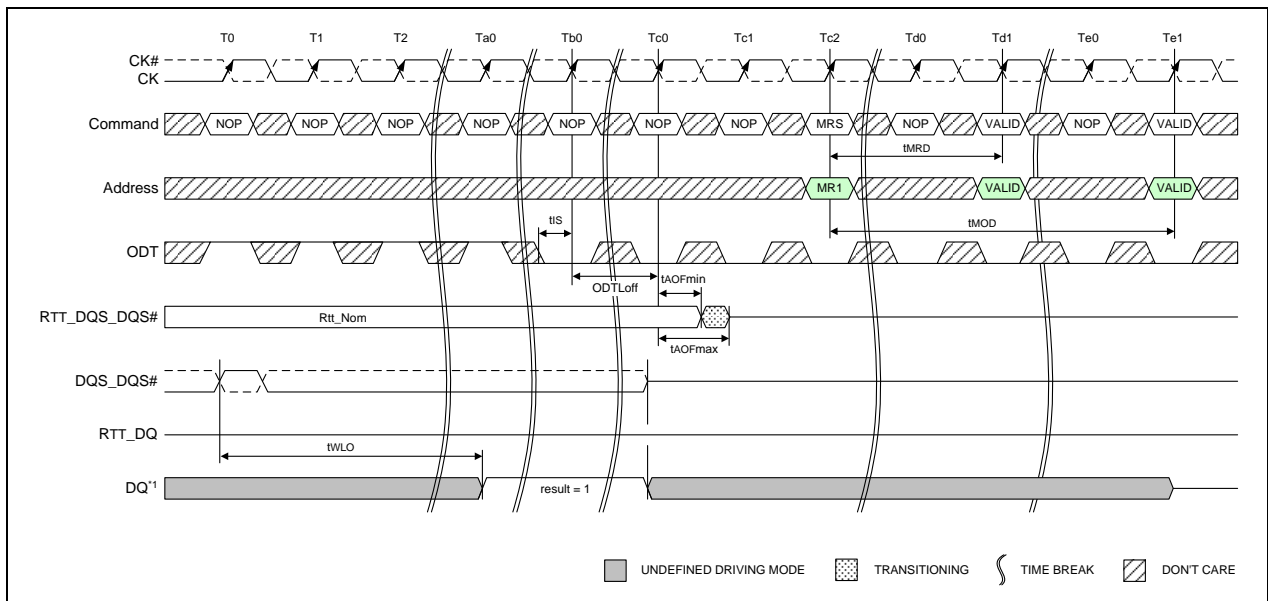 T0 T1 T2 Ta0 Tb0 Tc0 Tc1 Tc2 Td0 Td1 Te0 Te1
CK#
CK
Command NOP NOP NOP NOP NOP NOP NOP MRS NOP VALID NOP VALID
tMRD
Address MR1 VALID VALID
tIS
tMOD
ODT
ODTLoff
tAOFmin
RTT_DQS_DQS# Rtt_Nom
tAOFmax
DQS_DQS#
RTT_DQ
tWLO
DQ*1 result = 1
UNDEFINED DRIVING MODE TRANSITIONING TIME BREAK DON'T CARE